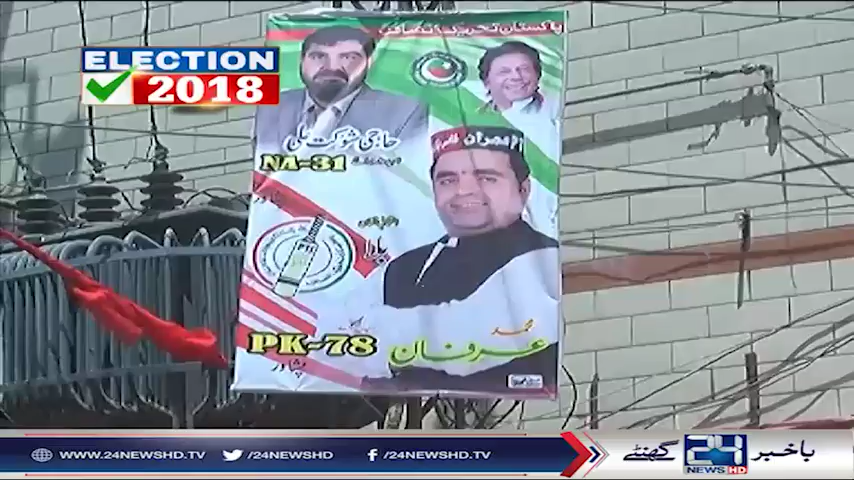 پاکستان تحریک انصاف
ELECTION
2018
حاجی شوکت علی
NA-31
بلا
PK-78
پشاور
محمد
عرفان
WWW.24NEWSHD.TV
/24NEWSHD
/24NEWSHD.TV
باخبر
24
NEWS HD
گھنٹے